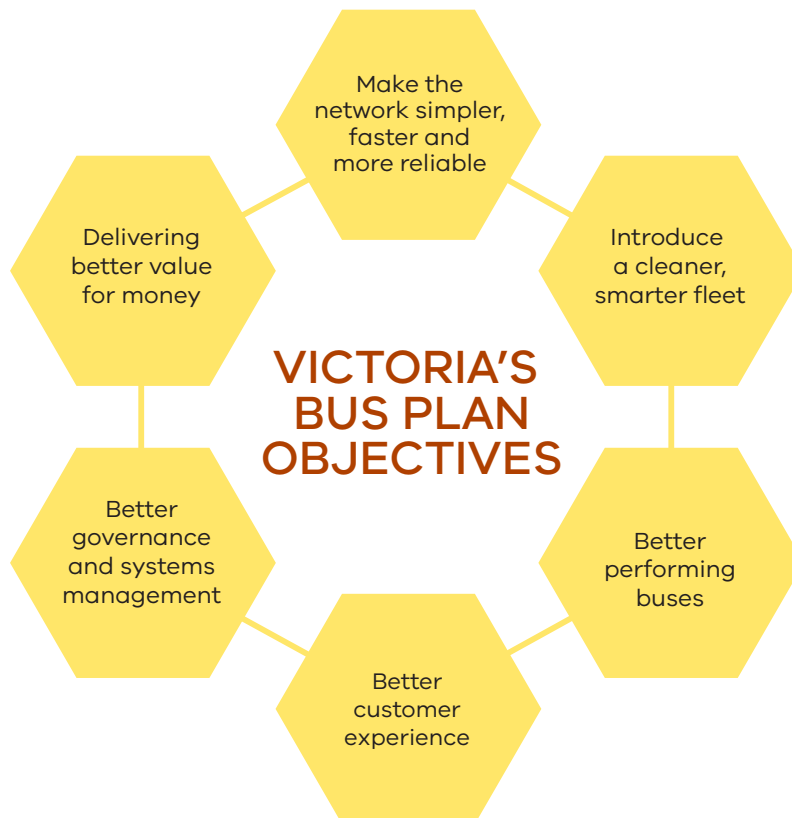 Make the
network simpler,
faster and
more reliable
Delivering
better value
for money
Introduce
a cleaner,
smarter fleet
VICTORIA'S
BUS PLAN
OBJECTIVES
Better
governance
and systems
management
Better
performing
buses
Better
customer
experience